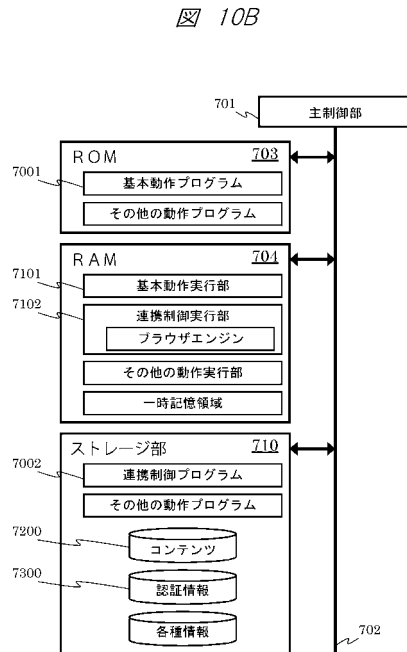 図 10B
701
主制御部
ROM 703
7001
基本動作プログラム
その他の動作プログラム
RAM 704
7101
基本動作実行部
7102
連携制御実行部
ブラウザエンジン
その他の動作実行部
一時記憶領域
ストレージ部 710
7002
連携制御プログラム
その他の動作プログラム
7200
コンテンツ
7300
認証情報
各種情報
702